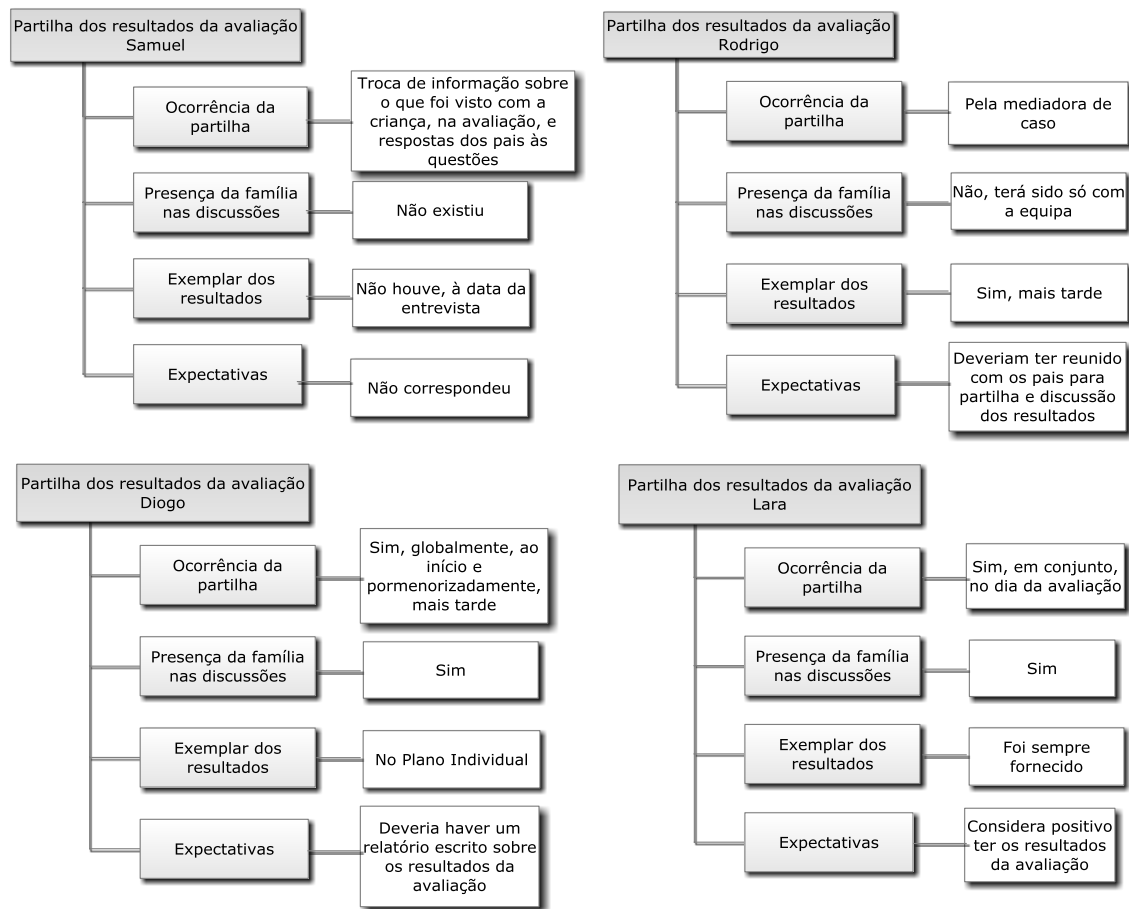 Partilha dos resultados da avaliação
Samuel
Ocorrência da
partilha
Troca de informação sobre
o que foi visto com a
criança, na avaliação, e
respostas dos pais às
questões
Presença da família
nas discussões
Não existiu
Exemplar dos
resultados
Não houve, à data da
entrevista
Expectativas
Não correspondeu
Partilha dos resultados da avaliação
Rodrigo
Ocorrência da
partilha
Pela mediadora de
caso
Presença da família
nas discussões
Não, terá sido só com
a equipa
Exemplar dos
resultados
Sim, mais tarde
Expectativas
Deveriam ter reunido
com os pais para
partilha e discussão
dos resultados
Partilha dos resultados da avaliação
Diogo
Ocorrência da
partilha
Sim, globalmente, ao
início e
pormenorizadamente,
mais tarde
Presença da família
nas discussões
Sim
Exemplar dos
resultados
No Plano Individual
Expectativas
Deveria haver um
relatório escrito sobre
os resultados da
avaliação
Partilha dos resultados da avaliação
Lara
Ocorrência da
partilha
Sim, em conjunto,
no dia da avaliação
Presença da família
nas discussões
Sim
Exemplar dos
resultados
Foi sempre
fornecido
Expectativas
Considera positivo
ter os resultados
da avaliação